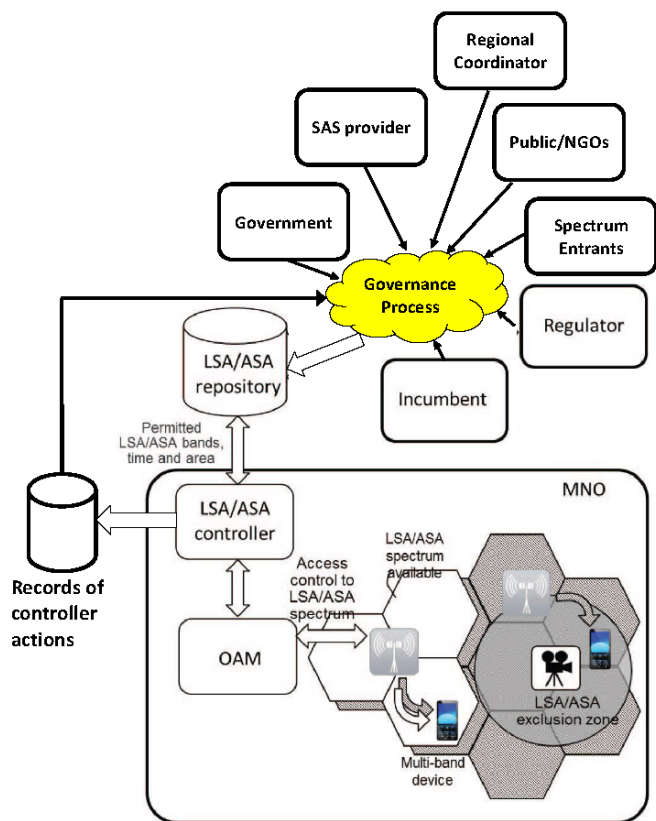 Regional
Coordinator
SAS provider
Public/NGOs
Government
Spectrum
Entrants
Governance
Process
Regulator
LSA/ASA
repository
Incumbent
Permitted
LSA/ASA bands,
time and area
MNO
LSA/ASA
controller
LSA/ASA
spectrum
available
Access
control to
LSA/ASA
spectrum
Records of
controller
actions
OAM
LSA/ASA
exclusion zone
Multi-band
device